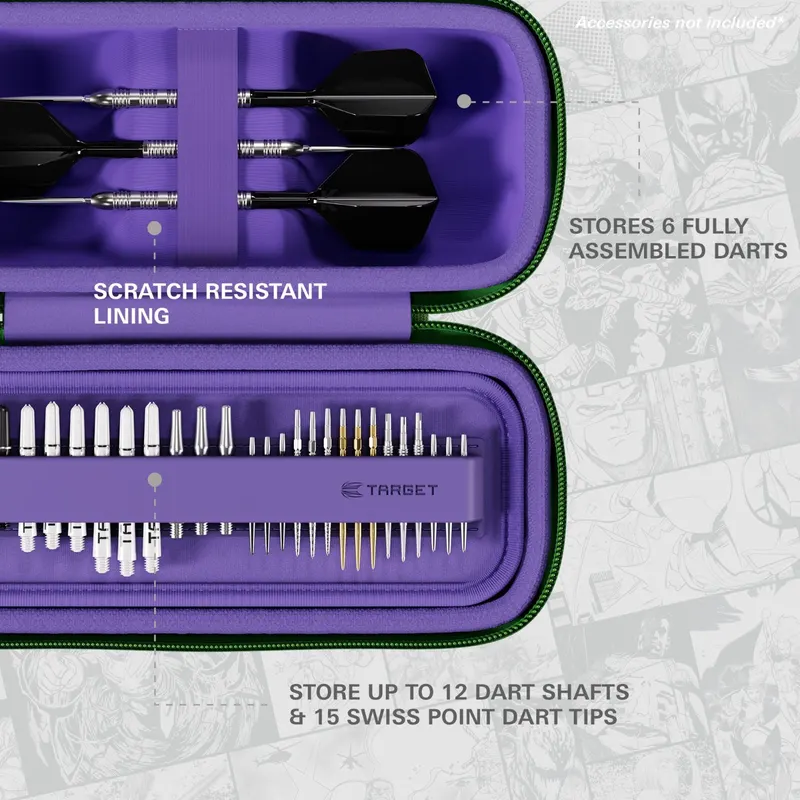 Accessories not included*
STORES 6 FULLY
ASSEMBLED DARTS
SCRATCH RESISTANT
LINING
TARGET
STORE UP TO 12 DART SHAFTS
& 15 SWISS POINT DART TIPS